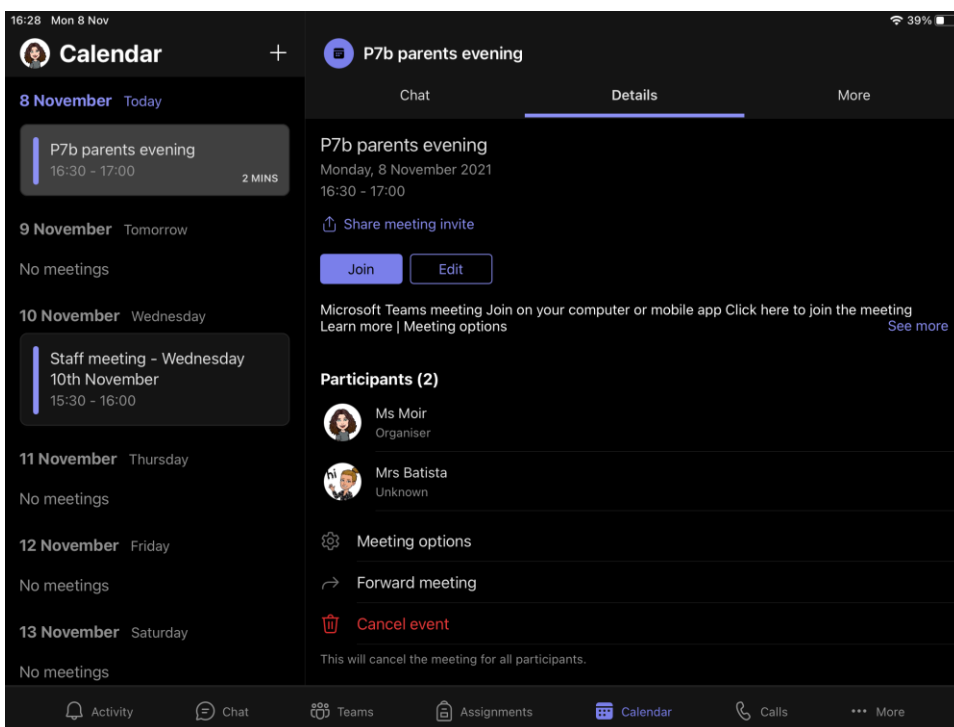 16:28 Mon 8 Nov
39%
Calendar
+
8 November Today
P7b parents evening
16:30 - 17:00
2 MINS
9 November Tomorrow
No meetings
10 November Wednesday
Staff meeting - Wednesday
10th November
15:30 - 16:00
11 November Thursday
No meetings
12 November Friday
No meetings
13 November Saturday
No meetings
P7b parents evening
Chat Details More
P7b parents evening
Monday, 8 November 2021
16:30 - 17:00
Share meeting invite
Join Edit
Microsoft Teams meeting Join on your computer or mobile app Click here to join the meeting
Learn more | Meeting options See more
Participants (2)
Ms Moir
Organiser
hi
Mrs Batista
Unknown
Meeting options
Forward meeting
Cancel event
This will cancel the meeting for all participants.
Activity Chat Teams Assignments Calendar Calls ••• More